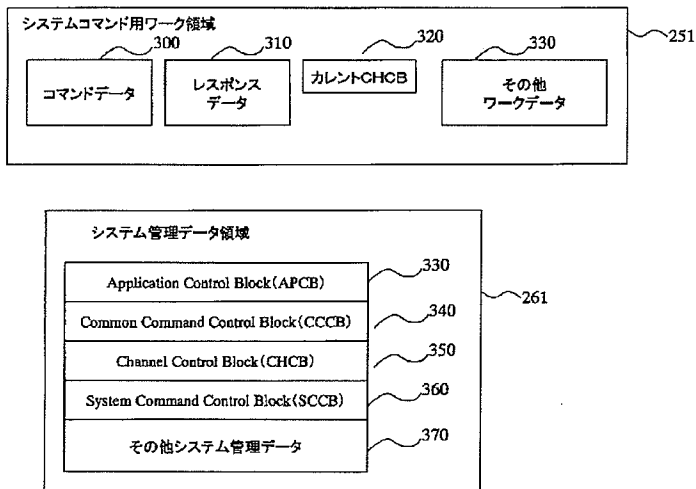 システムコマンド用ワーク領域
251
300
310
320
330
コマンドデータ
レスポンス
データ
カレントCHCB
その他
ワークデータ
システム管理データ領域
261
Application Control Block(APCB)
330
Common Command Control Block(CCCB)
340
Channel Control Block(CHCB)
350
System Command Control Block(SCCB)
360
その他システム管理データ
370